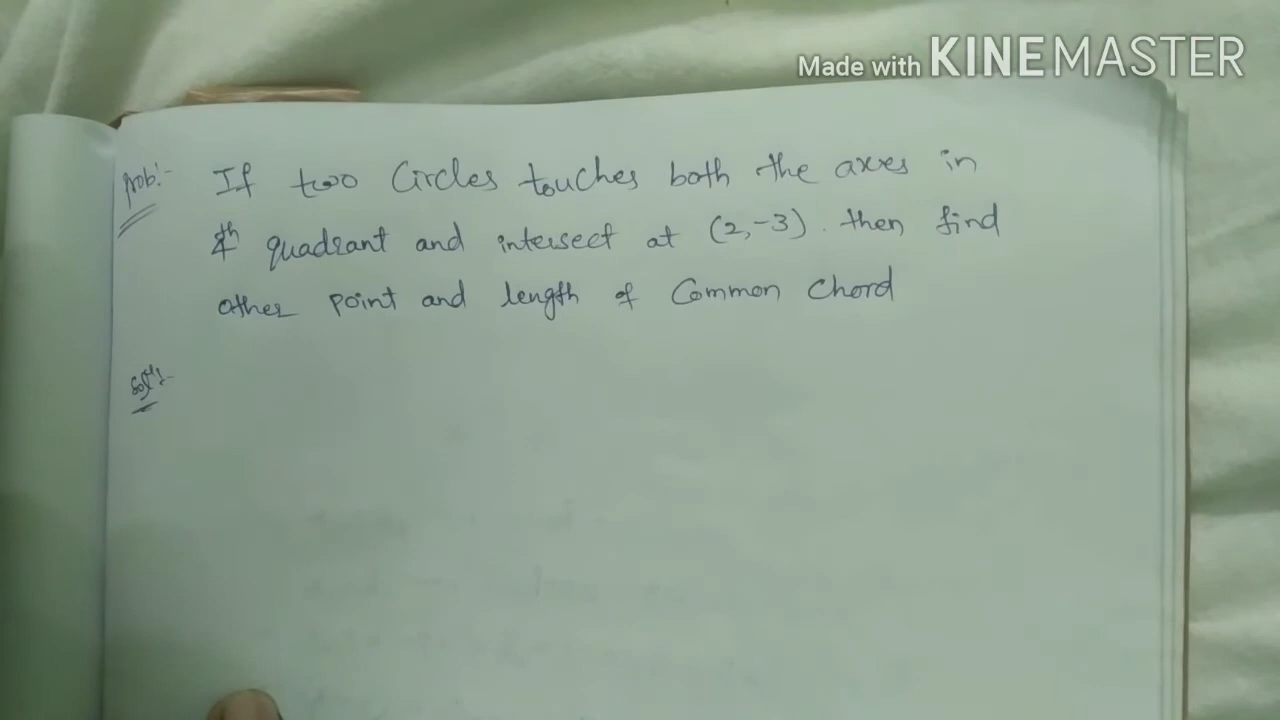 Made with KINEMASTER
Prob:- If two Circles touches both the axes in
4th quadrant and intersect at (2,-3). then find
other point and length of Common Chord
Soln:-